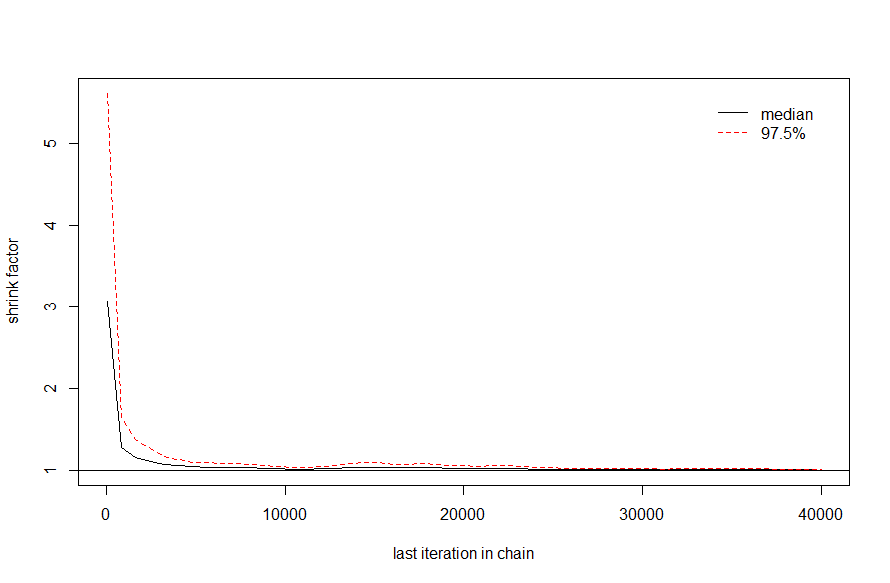 median
97.5%
5
4
3
2
1
shrink factor
0 10000 20000 30000 40000
last iteration in chain